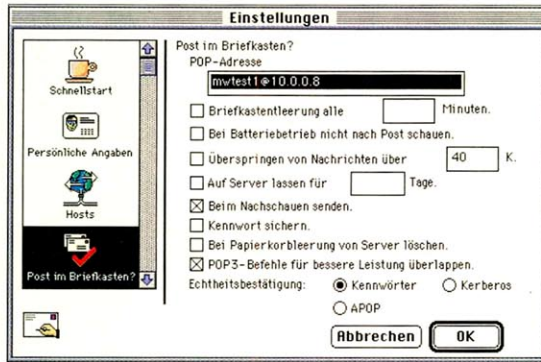 Einstellungen
Schnellstart
Persönliche Angaben
Hosts
Post im Briefkasten?
Post im Briefkasten?
POP-Adresse
mwtest1@10.0.0.8
Briefkastentleerung alle Minuten.
Bei Batteriebetrieb nicht nach Post schauen.
Überspringen von Nachrichten über 40 K.
Auf Server lassen für Tage.
Beim Nachschauen senden.
Kennwort sichern.
Bei Papierkorbleerung von Server löschen.
POP3-Befehle für bessere Leistung überlappen.
Echtheitsbestätigung: Kennwörter Kerberos
APOP
Abbrechen OK